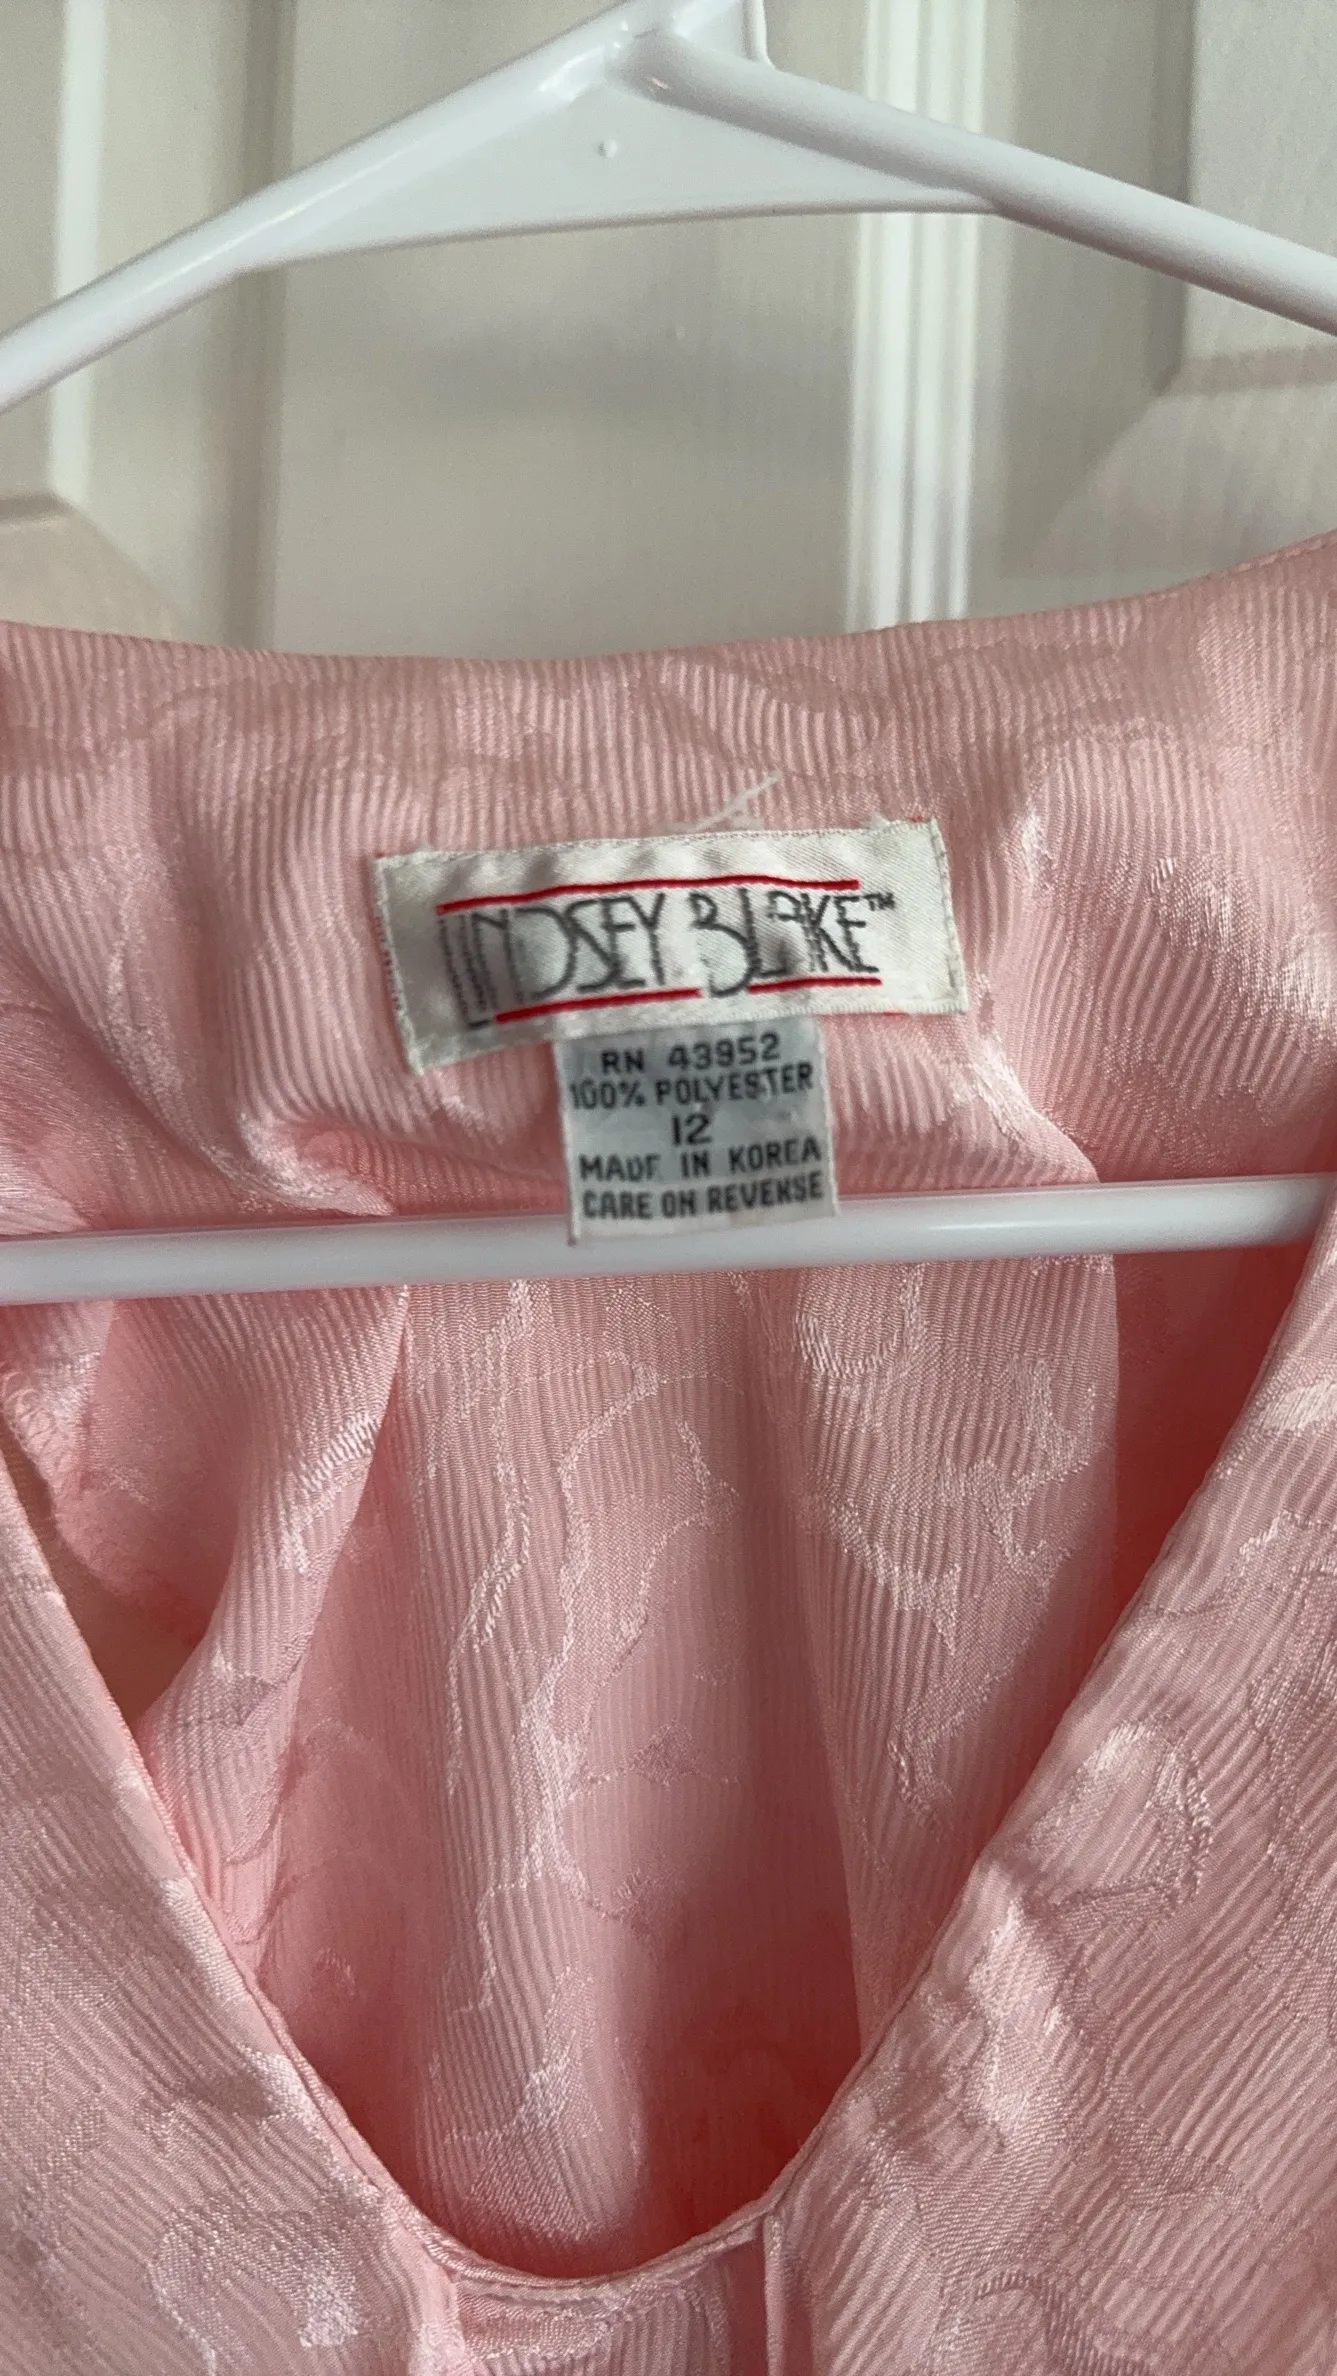 LINDSEY BLAKE™
RN 43952
100% POLYESTER
12
MADE IN KOREA
CARE ON REVERSE